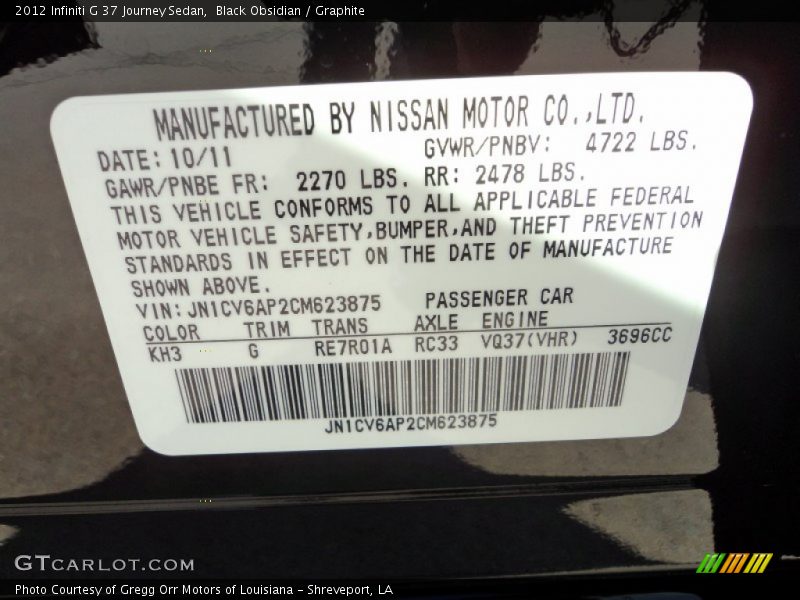 2012 Infiniti G 37 Journey Sedan,  Black Obsidian / Graphite
MANUFACTURED BY NISSAN MOTOR CO.,LTD.
DATE: 10/11 GVWR/PNBV: 4722 LBS.
GAWR/PNBE FR: 2270 LBS. RR: 2478 LBS.
THIS VEHICLE CONFORMS TO ALL APPLICABLE FEDERAL
MOTOR VEHICLE SAFETY,BUMPER,AND THEFT PREVENTION
STANDARDS IN EFFECT ON THE DATE OF MANUFACTURE
SHOWN ABOVE.
VIN: JN1CV6AP2CM623875 PASSENGER CAR
COLOR TRIM TRANS AXLE ENGINE
KH3 G RE7R01A RC33 VQ37(VHR) 3696CC
JN1CV6AP2CM623875
GTCARLOT.COM
Photo Courtesy of Gregg Orr Motors of Louisiana - Shreveport, LA